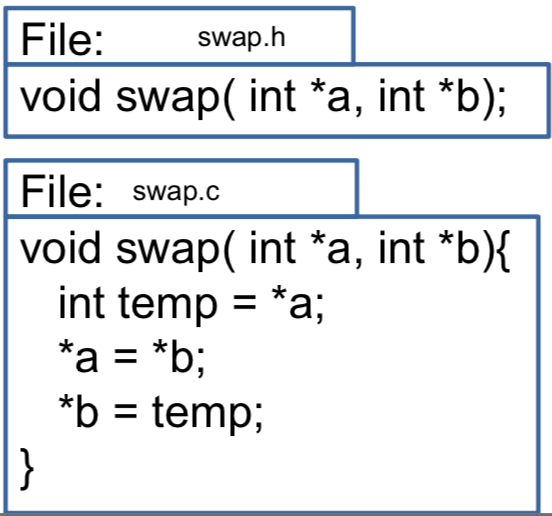 File: swap.h
void swap( int *a, int *b);
File: swap.c
void swap( int *a, int *b){
int temp = *a;
*a = *b;
*b = temp;
}